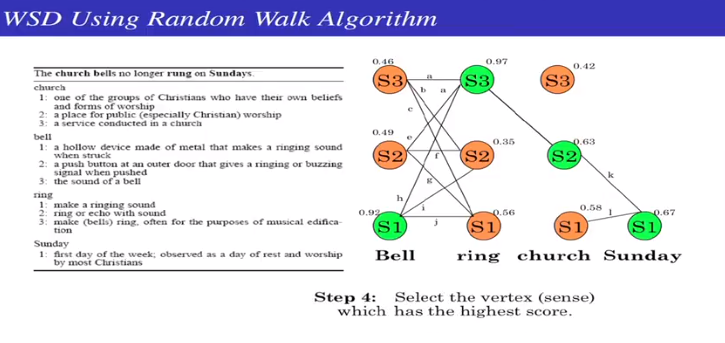 WSD Using Random Walk Algorithm
The church bells no longer rung on Sundays.
church
1: one of the groups of Christians who have their own beliefs
and forms of worship
2: a place for public (especially Christian) worship
3: a service conducted in a church
bell
1: a hollow device made of metal that makes a ringing sound
when struck
2: a push button at an outer door that gives a ringing or buzzing
signal when pushed
3: the sound of a bell
ring
1: make a ringing sound
2: ring or echo with sound
3: make (bells) ring, often for the purposes of musical edifica-
tion
Sunday
1: first day of the week; observed as a day of rest and worship
by most Christians
0.46 0.97 0.42
S3 a S3 S3
b a
c
0.49 e 0.35 0.63
S2 f S2 S2
g k
h
0.92 i 0.56 0.58 l 0.67
S1 j S1 S1 S1
Bell ring church Sunday
Step 4: Select the vertex (sense)
which has the highest score.